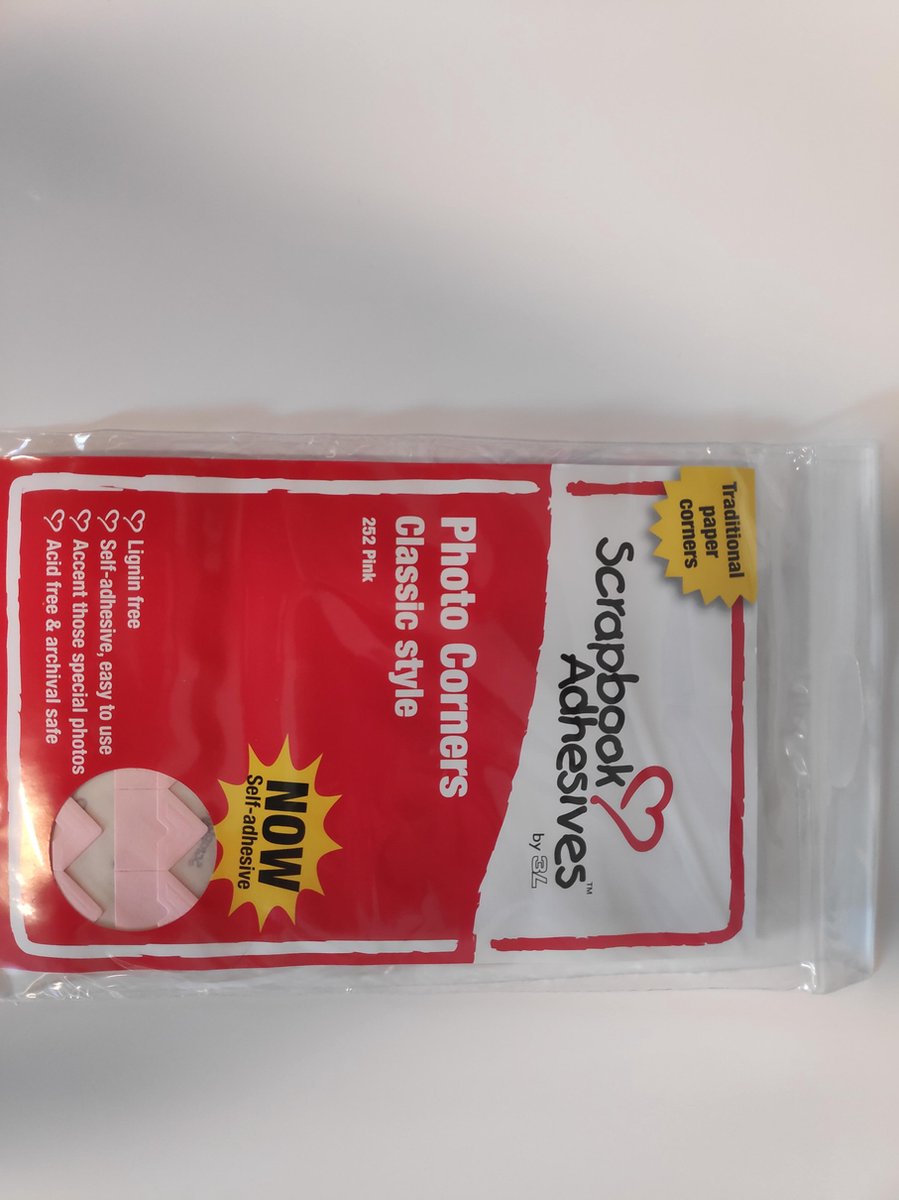 Traditional
paper
corners
Scrapbook
Adhesives™
by 3L
Photo Corners
Classic style
252 Pink
NOW
Self-adhesive
Lignin free
Self-adhesive, easy to use
Accent those special photos
Acid free & archival safe